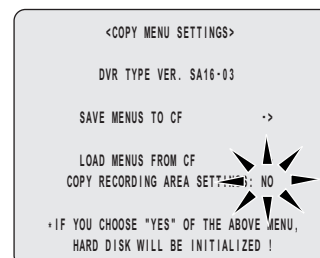 <COPY MENU SETTINGS>
DVR TYPE VER. SA16-03
SAVE MENUS TO CF ->
LOAD MENUS FROM CF
COPY RECORDING AREA SETTINGS: NO
*IF YOU CHOOSE "YES" OF THE ABOVE MENU,
HARD DISK WILL BE INITIALIZED !